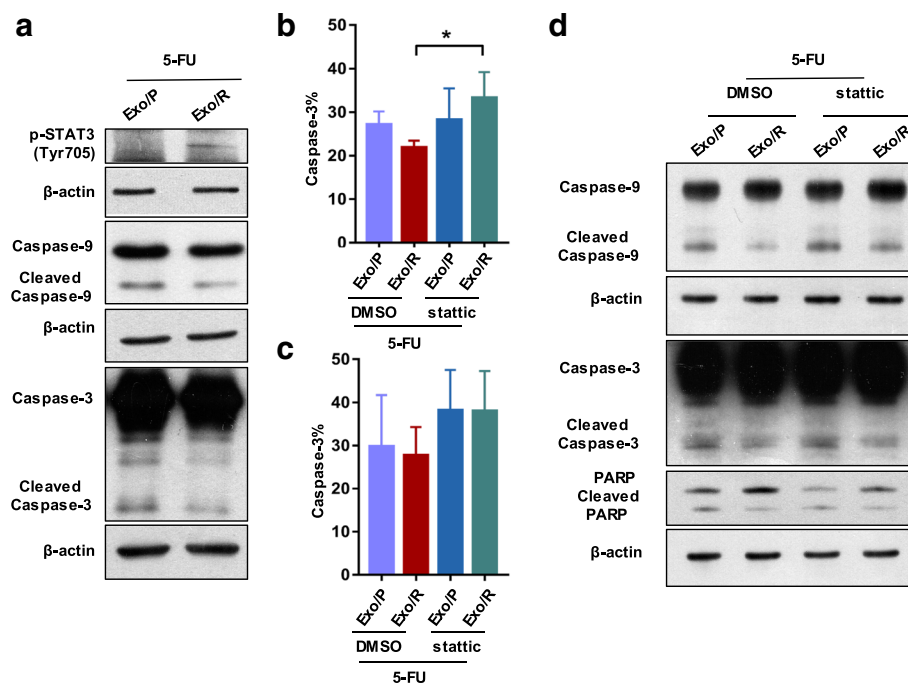 a
5-FU
Exo/P Exo/R
p-STAT3
(Tyr705)
β-actin
Caspase-9
Cleaved
Caspase-9
β-actin
Caspase-3
Cleaved
Caspase-3
β-actin
b
*
Caspase-3%
50
40
30
20
10
0
Exo/P Exo/R Exo/P Exo/R
DMSO stattic
5-FU
c
Caspase-3%
50
40
30
20
10
0
Exo/P Exo/R Exo/P Exo/R
DMSO stattic
5-FU
d
5-FU
DMSO stattic
Exo/P Exo/R Exo/P Exo/R
Caspase-9
Cleaved
Caspase-9
β-actin
Caspase-3
Cleaved
Caspase-3
PARP
Cleaved
PARP
β-actin